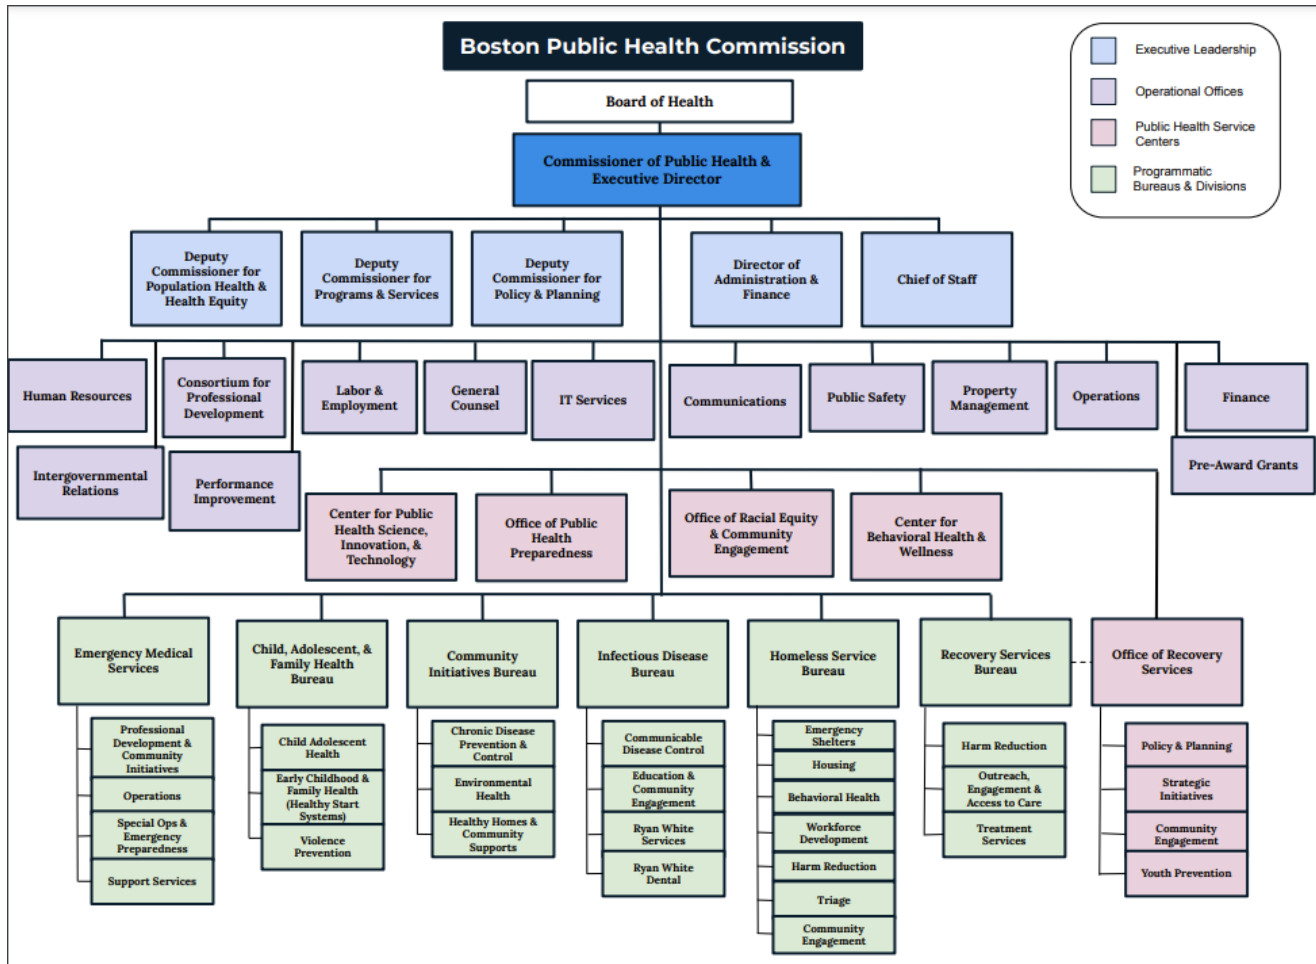 Boston Public Health Commission
Executive Leadership
Operational Offices
Public Health Service
Centers
Programmatic
Bureaus & Divisions
Board of Health
Commissioner of Public Health &
Executive Director
Deputy
Commissioner for
Population Health &
Health Equity
Deputy
Commissioner for
Programs & Services
Deputy
Commissioner for
Policy & Planning
Director of
Administration &
Finance
Chief of Staff
Human Resources
Consortium for
Professional
Development
Labor &
Employment
General
Counsel
IT Services
Communications
Public Safety
Property
Management
Operations
Finance
Intergovernmental
Relations
Performance
Improvement
Pre-Award Grants
Center for Public
Health Science,
Innovation, &
Technology
Office of Public
Health
Preparedness
Office of Racial Equity
& Community
Engagement
Center for
Behavioral Health &
Wellness
Emergency Medical
Services
Professional
Development &
Community
Initiatives
Operations
Special Ops &
Emergency
Preparedness
Support Services
Child, Adolescent, &
Family Health
Bureau
Child Adolescent
Health
Early Childhood &
Family Health
(Healthy Start
Systems)
Violence
Prevention
Community
Initiatives Bureau
Chronic Disease
Prevention &
Control
Environmental
Health
Healthy Homes &
Community
Supports
Infectious Disease
Bureau
Communicable
Disease Control
Education &
Community
Engagement
Ryan White
Services
Ryan White
Dental
Homeless Service
Bureau
Emergency
Shelters
Housing
Behavioral Health
Workforce
Development
Harm Reduction
Triage
Community
Engagement
Recovery Services
Bureau
Harm Reduction
Outreach,
Engagement &
Access to Care
Treatment
Services
Office of Recovery
Services
Policy & Planning
Strategic
Initiatives
Community
Engagement
Youth Prevention